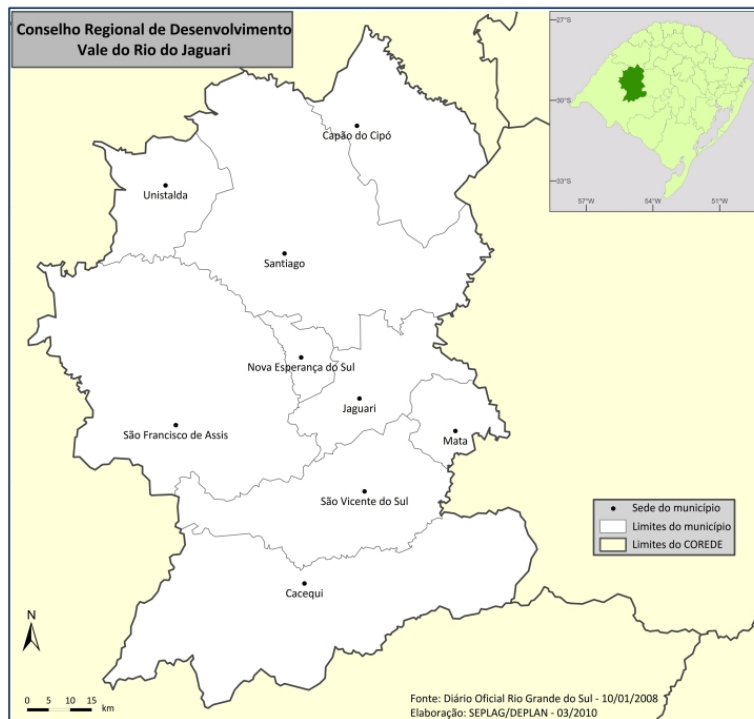 Conselho Regional de Desenvolvimento
Vale do Rio do Jaguari
27°S
30°S
33°S
57°W
54°W
51°W
Capão do Cipó
Unistalda
Santiago
Nova Esperança do Sul
Jaguari
São Francisco de Assis
Mata
São Vicente do Sul
Cacequi
Sede do município
Limites do município
Limites do COREDE
N
0 5 10 15
km
Fonte: Diário Oficial Rio Grande do Sul - 10/01/2008
Elaboração: SEPLAG/DEPLAN - 03/2010